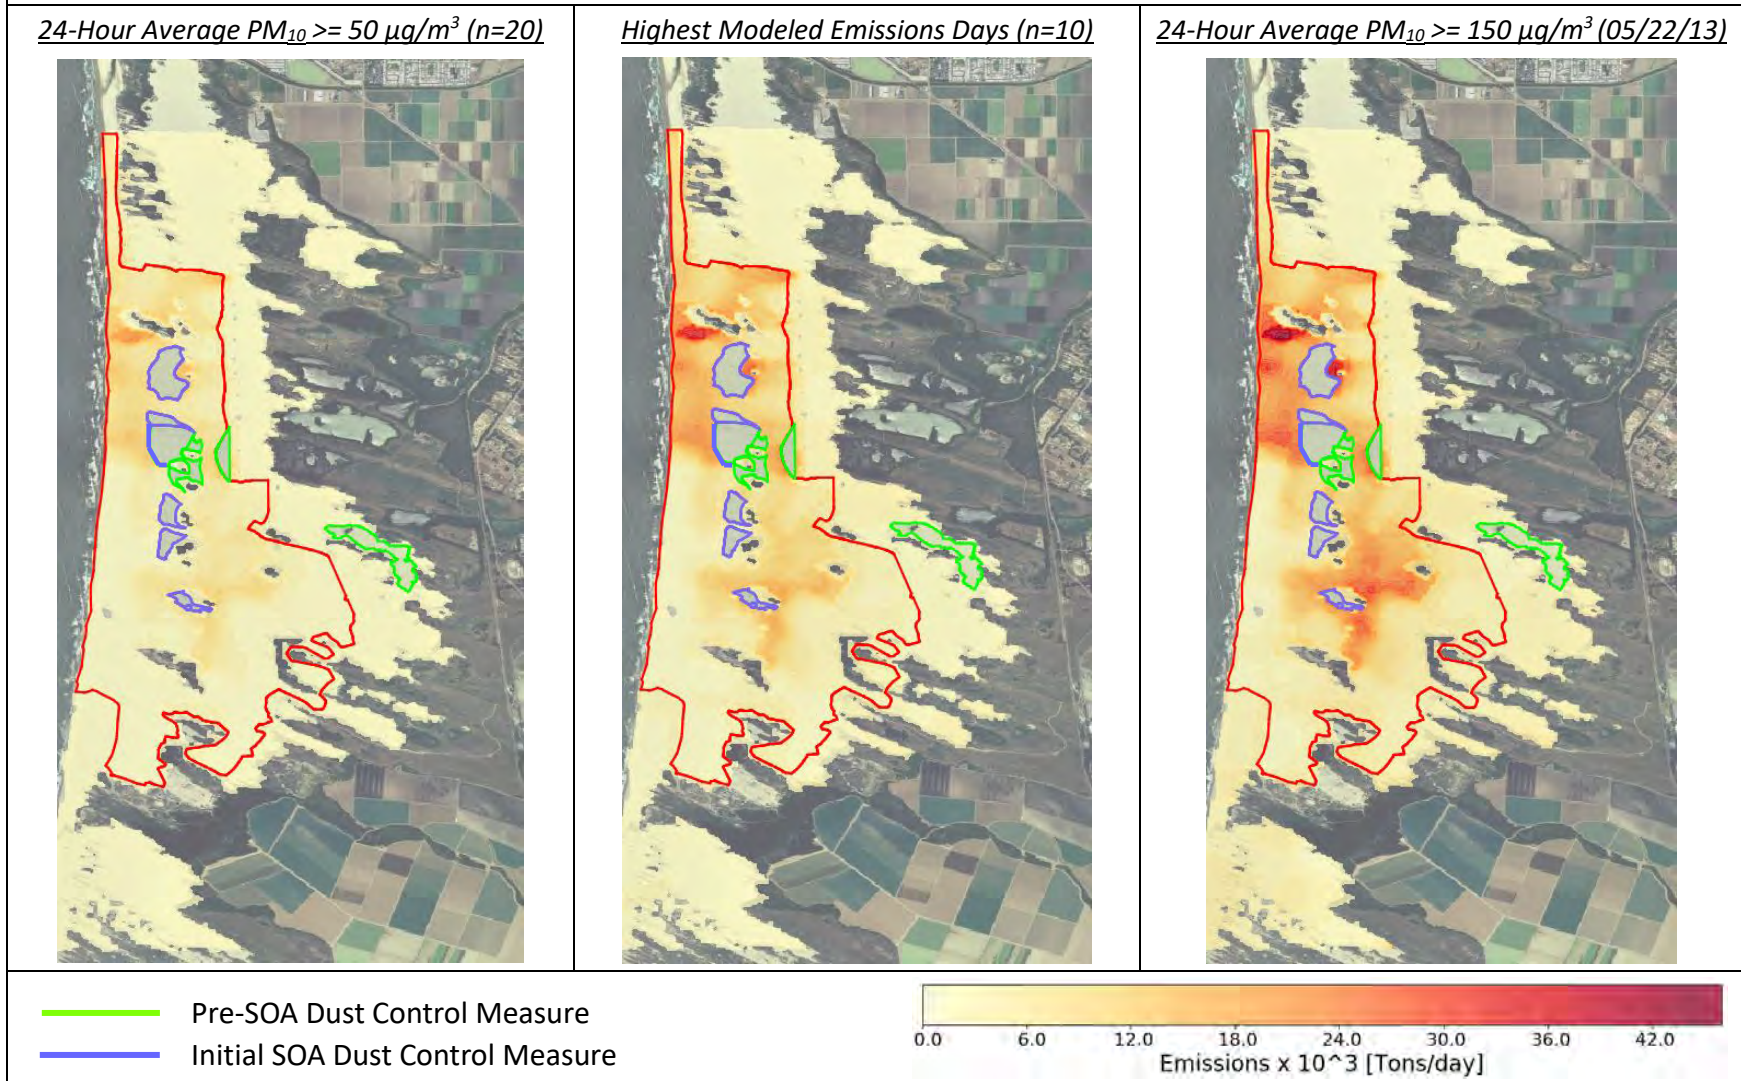 24-Hour Average PM10 >= 50 µg/m³ (n=20)
Highest Modeled Emissions Days (n=10)
24-Hour Average PM10 >= 150 µg/m³ (05/22/13)
Pre-SOA Dust Control Measure
Initial SOA Dust Control Measure
0.0 6.0 12.0 18.0 24.0 30.0 36.0 42.0
Emissions x 10^3 [Tons/day]